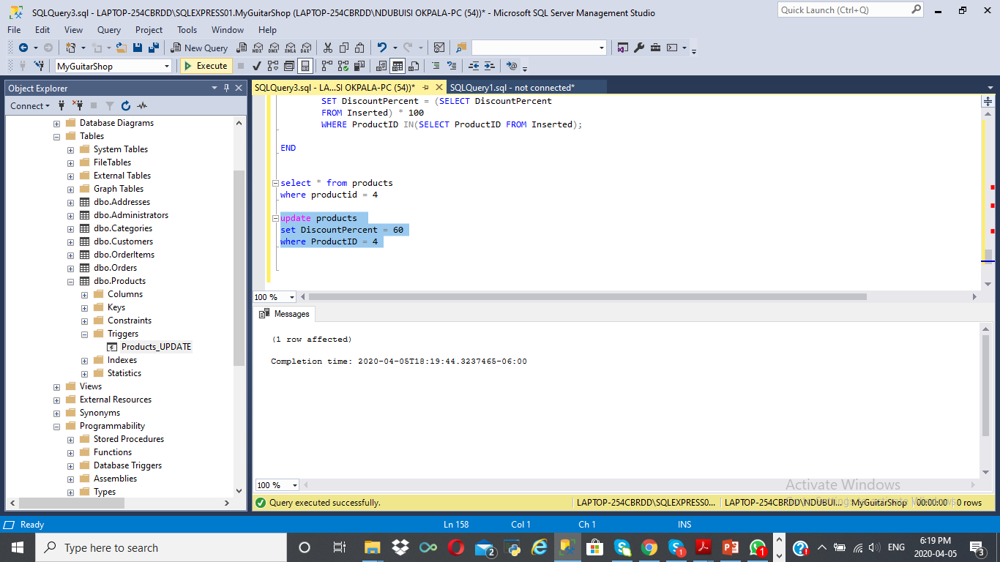 SQLQuery3.sql - LAPTOP-254CBRDD\SQLEXPRESS01.MyGuitarShop (LAPTOP-254CBRDD\NDUBUISI OKPALA-PC (54))* - Microsoft SQL Server Management Studio
Quick Launch (Ctrl+Q)
File Edit View Query Project Tools Window Help
New Query
MDX DMX XMLA DAX
MyGuitarShop
Execute
Object Explorer
SQLQuery3.sql - LA...SI OKPALA-PC (54))*
SQLQuery1.sql - not connected*
Connect
Database Diagrams
Tables
System Tables
FileTables
External Tables
Graph Tables
dbo.Addresses
dbo.Administrators
dbo.Categories
dbo.Customers
dbo.OrderItems
dbo.Orders
dbo.Products
Columns
Keys
Constraints
Triggers
Products_UPDATE
Indexes
Statistics
Views
External Resources
Synonyms
Programmability
Stored Procedures
Functions
Database Triggers
Assemblies
Types
SET DiscountPercent = (SELECT DiscountPercent
FROM Inserted) * 100
WHERE ProductID IN(SELECT ProductID FROM Inserted);
END
select * from products
where productid = 4
update products
set DiscountPercent = 60
where ProductID = 4
100 %
Messages
(1 row affected)
Completion time: 2020-04-05T18:19:44.3237465-06:00
100 %
Activate Windows
Query executed successfully.
LAPTOP-254CBRDD\SQLEXPRESS0...
LAPTOP-254CBRDD\NDUBUI...
MyGuitarShop
00:00:00
0 rows
Ready
Ln 158
Col 1
Ch 1
INS
Type here to search
2
1
1
ENG
6:19 PM
2020-04-05
3